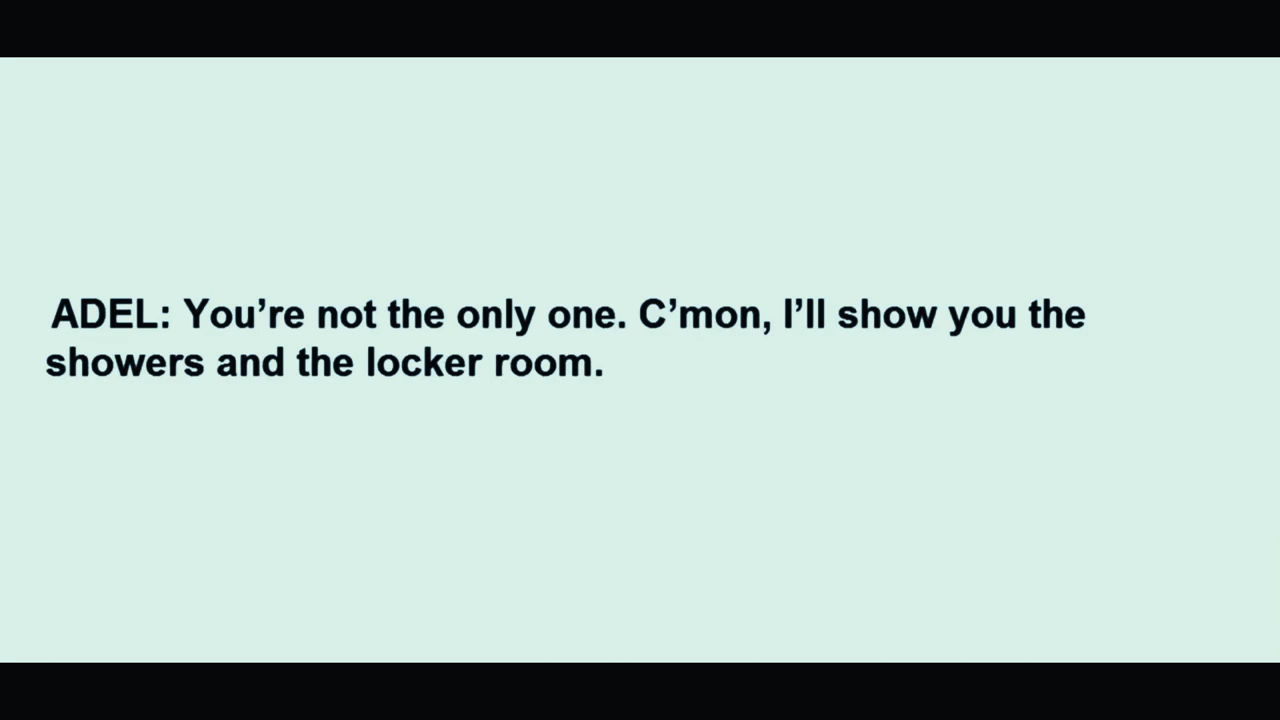 ADEL: You’re not the only one. C’mon, I’ll show you the
showers and the locker room.